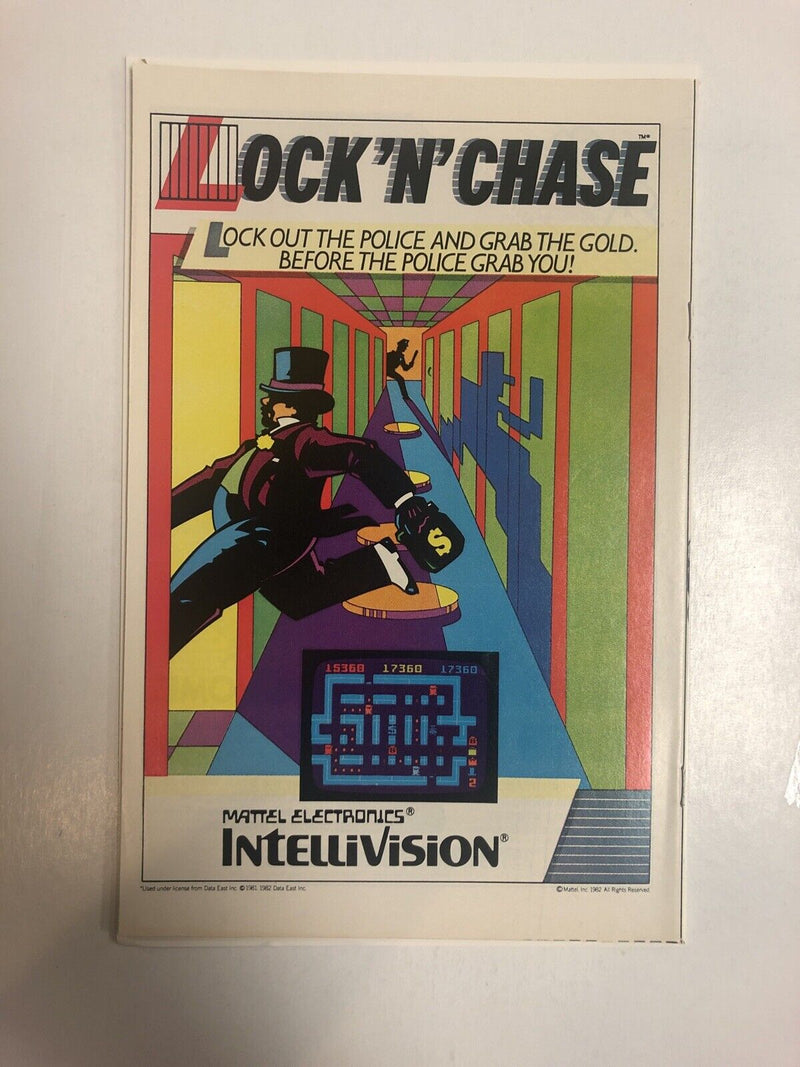 LOCK 'N' CHASE™*
LOCK OUT THE POLICE AND GRAB THE GOLD.
BEFORE THE POLICE GRAB YOU!
$
15360 17360 17360
2
MATTEL ELECTRONICS®
INTELLIVISION®
*Used under license from Data East Inc. © 1981, 1982 Data East Inc.
© Mattel, Inc. 1982. All Rights Reserved.